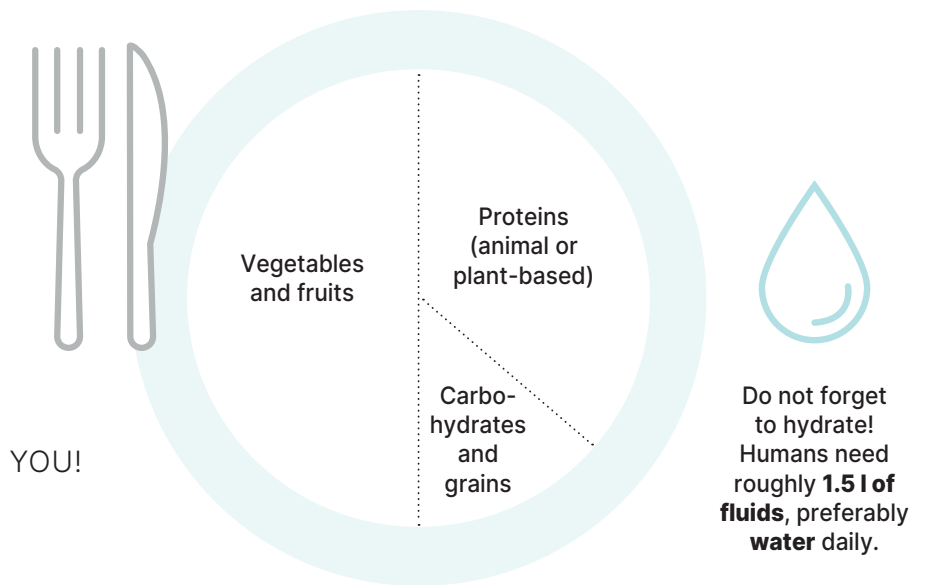 Vegetables
and fruits
Proteins
(animal or
plant-based)
Carbo-
hydrates
and
grains
YOU!
Do not forget
to hydrate!
Humans need
roughly 1.5 l of
fluids, preferably
water daily.